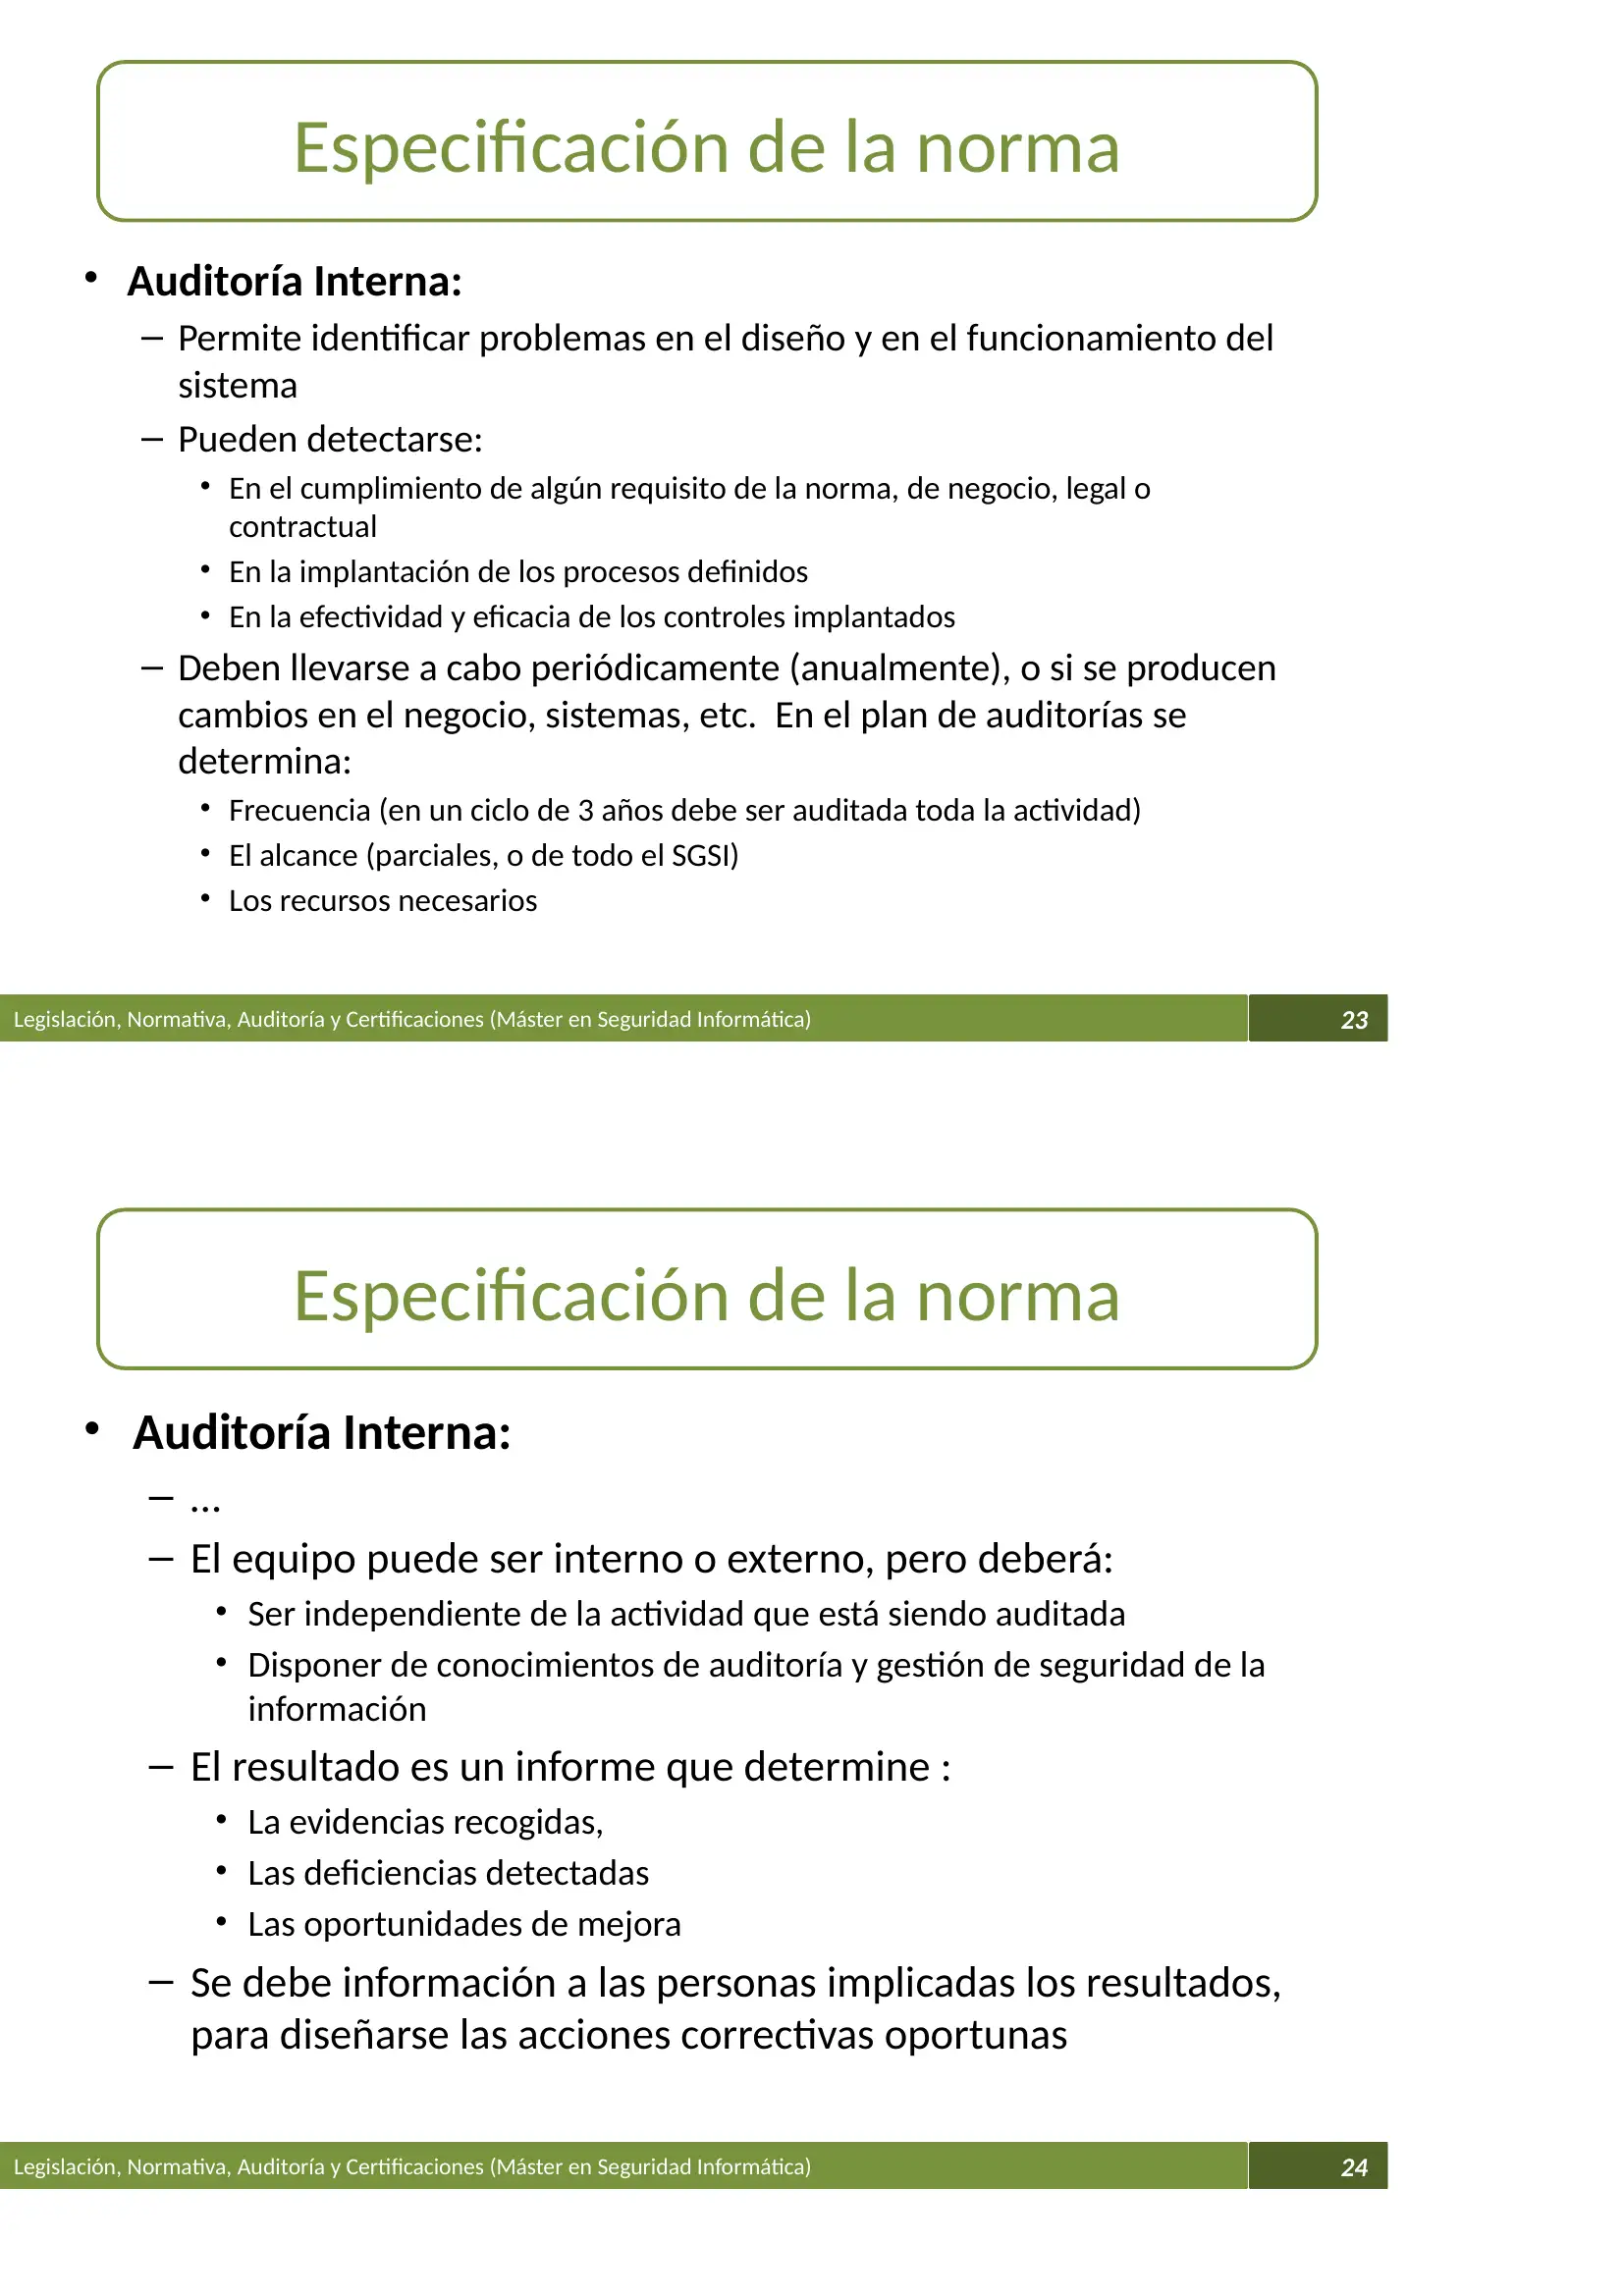 Especificación de la norma
• Auditoría Interna:
– Permite identificar problemas en el diseño y en el funcionamiento del
sistema
– Pueden detectarse:
• En el cumplimiento de algún requisito de la norma, de negocio, legal o
contractual
• En la implantación de los procesos definidos
• En la efectividad y eficacia de los controles implantados
– Deben llevarse a cabo periódicamente (anualmente), o si se producen
cambios en el negocio, sistemas, etc.  En el plan de auditorías se
determina:
• Frecuencia (en un ciclo de 3 años debe ser auditada toda la actividad)
• El alcance (parciales, o de todo el SGSI)
• Los recursos necesarios
Legislación, Normativa, Auditoría y Certificaciones (Máster en Seguridad Informática) 23
Especificación de la norma
• Auditoría Interna:
– …
– El equipo puede ser interno o externo, pero deberá:
• Ser independiente de la actividad que está siendo auditada
• Disponer de conocimientos de auditoría y gestión de seguridad de la
información
– El resultado es un informe que determine :
• La evidencias recogidas,
• Las deficiencias detectadas
• Las oportunidades de mejora
– Se debe información a las personas implicadas los resultados,
para diseñarse las acciones correctivas oportunas
Legislación, Normativa, Auditoría y Certificaciones (Máster en Seguridad Informática) 24